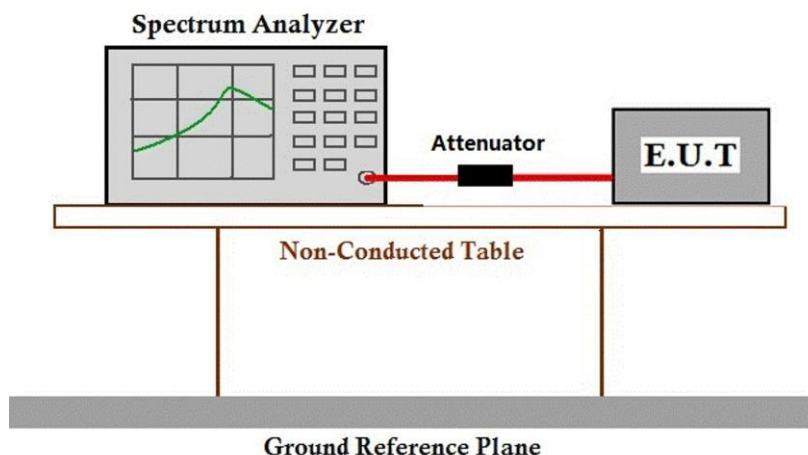 Spectrum Analyzer
Attenuator
E.U.T
Non-Conducted Table
Ground Reference Plane